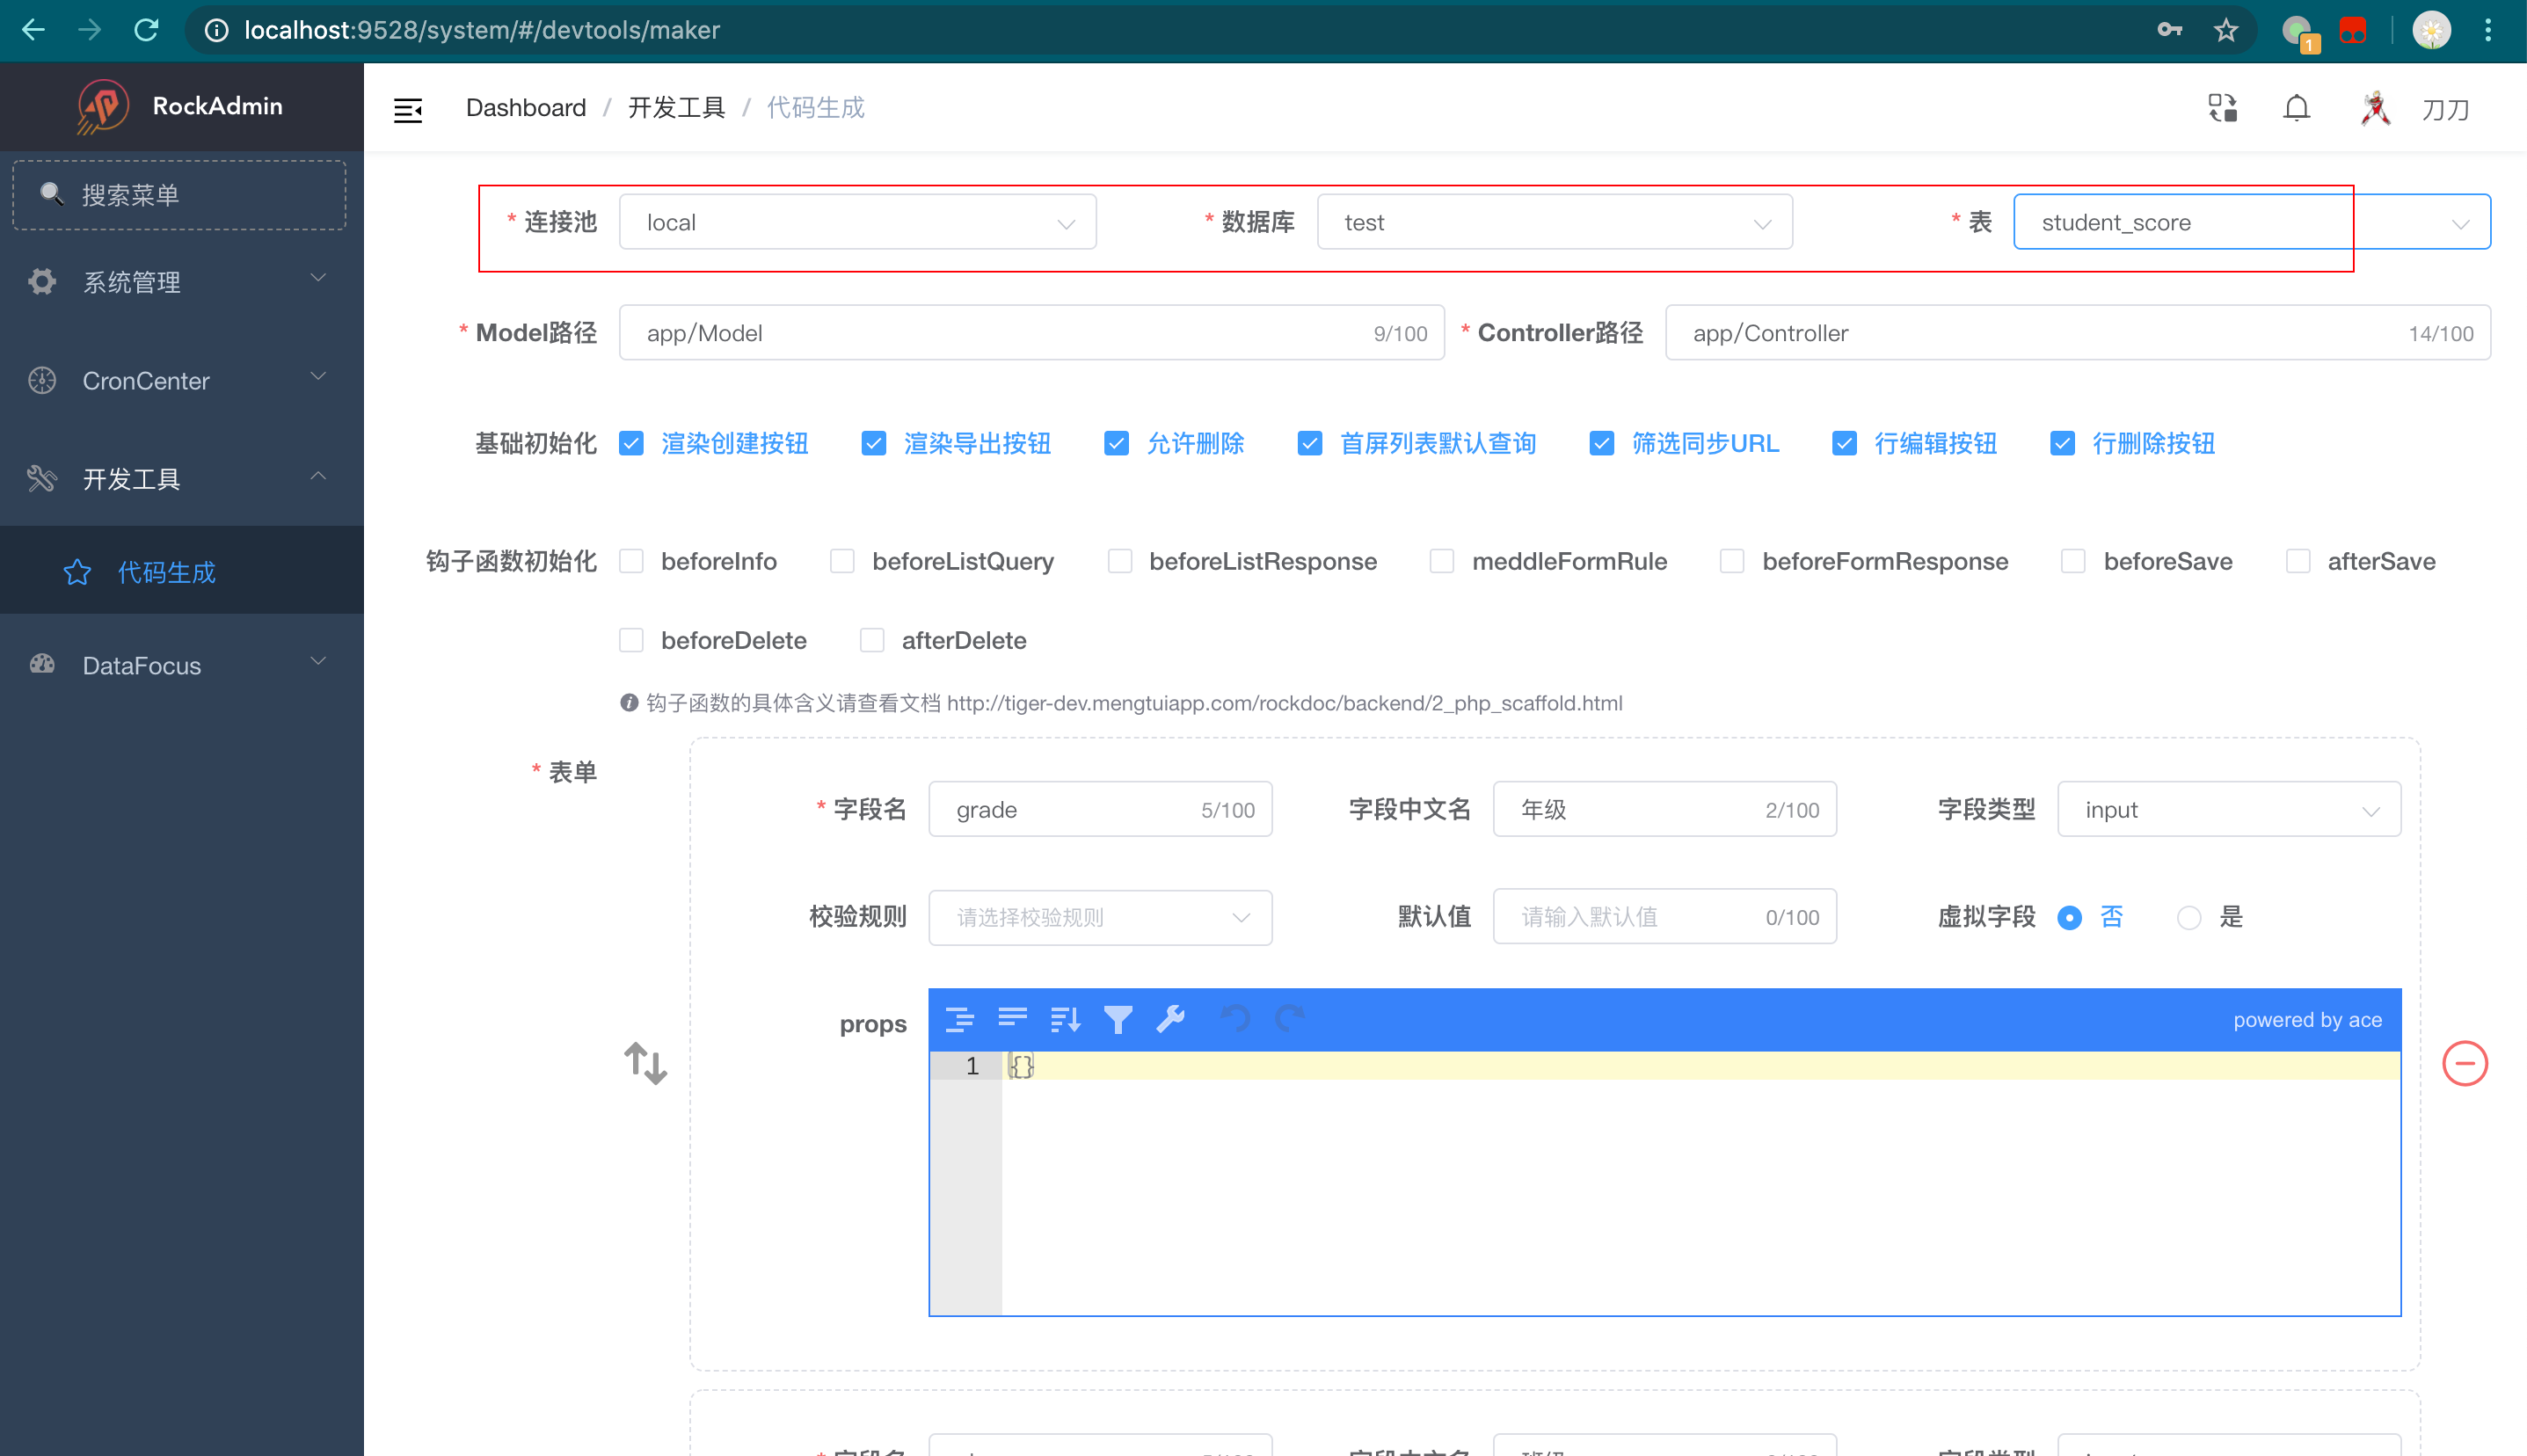 localhost:9528/system/#/devtools/maker
1
RockAdmin
Dashboard / 开发工具 / 代码生成
刀刀
搜索菜单
系统管理
CronCenter
开发工具
代码生成
DataFocus
* 连接池 local * 数据库 test * 表 student_score
* Model路径 app/Model 9/100 * Controller路径 app/Controller 14/100
基础初始化 渲染创建按钮 渲染导出按钮 允许删除 首屏列表默认查询 筛选同步URL 行编辑按钮 行删除按钮
钩子函数初始化 beforeInfo beforeListQuery beforeListResponse meddleFormRule beforeFormResponse beforeSave afterSave
beforeDelete afterDelete
钩子函数的具体含义请查看文档 http://tiger-dev.mengtuiapp.com/rockdoc/backend/2_php_scaffold.html
* 表单
* 字段名 grade 5/100 字段中文名 年级 2/100 字段类型 input
校验规则 请选择校验规则 默认值 请输入默认值 0/100 虚拟字段 否 是
props powered by ace
1 {}